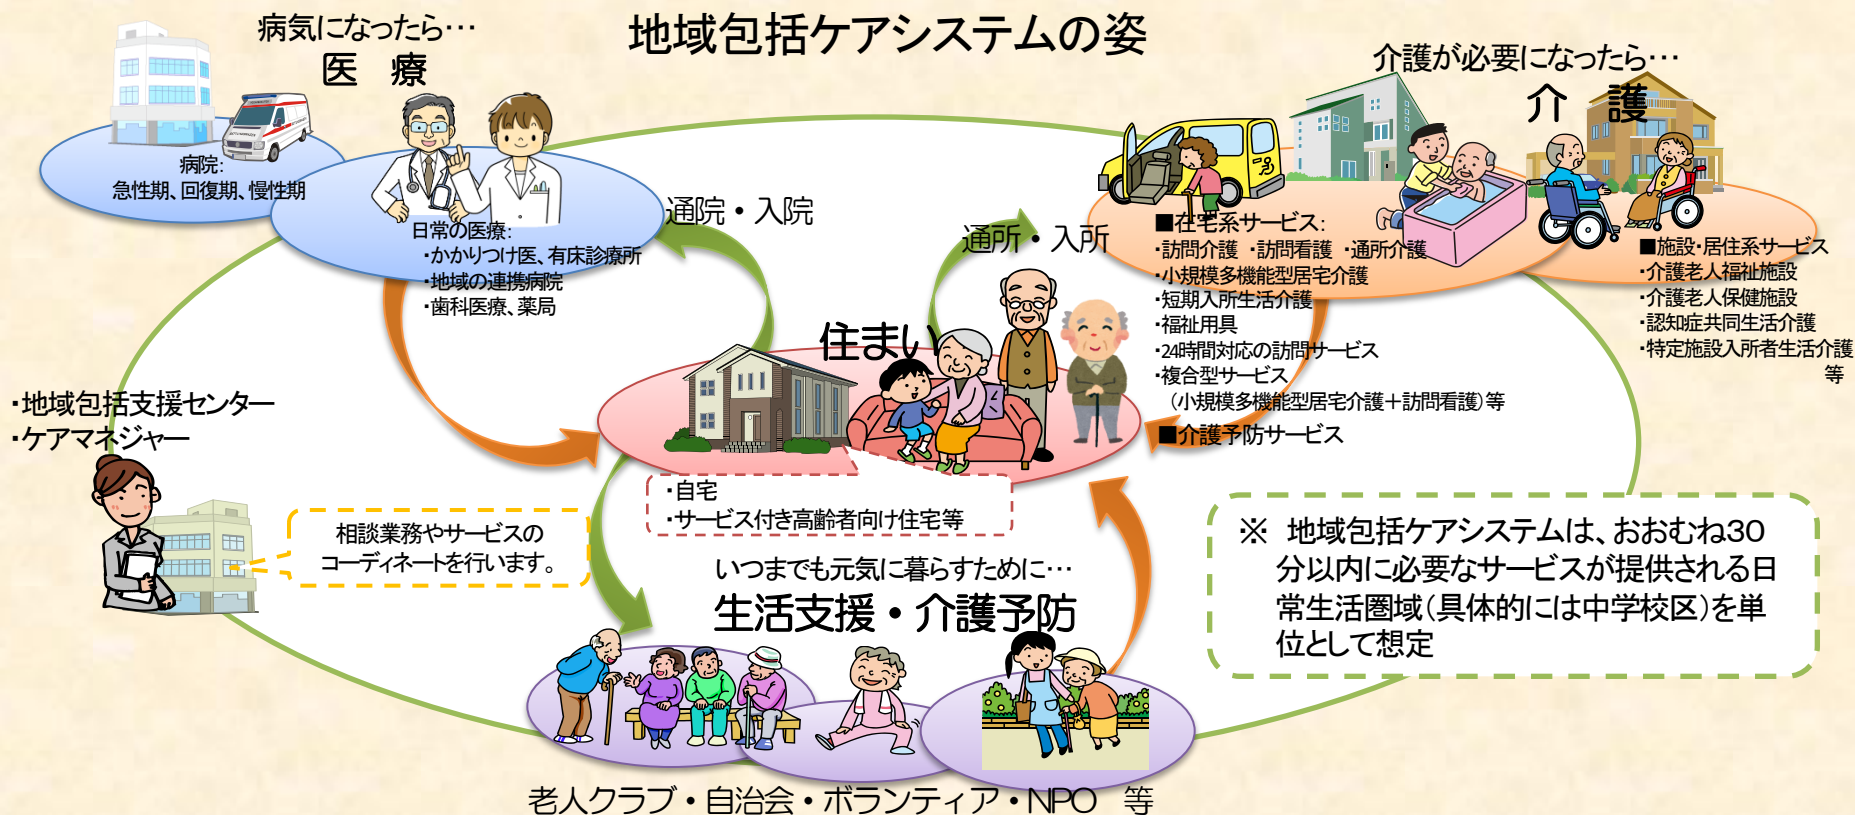 地域包括ケアシステムの姿
病気になったら…
医 療
病院:
急性期、回復期、慢性期
日常の医療:
・かかりつけ医、有床診療所
・地域の連携病院
・歯科医療、薬局
通院・入院
通所・入所
介護が必要になったら…
介 護
■在宅系サービス:
・訪問介護 ・訪問看護 ・通所介護
・小規模多機能型居宅介護
・短期入所生活介護
・福祉用具
・24時間対応の訪問サービス
・複合型サービス
（小規模多機能型居宅介護＋訪問看護）等
■介護予防サービス
■施設・居住系サービス
・介護老人福祉施設
・介護老人保健施設
・認知症共同生活介護
・特定施設入所者生活介護
等
住まい
・自宅
・サービス付き高齢者向け住宅等
・地域包括支援センター
・ケアマネジャー
相談業務やサービスの
コーディネートを行います。
いつまでも元気に暮らすために…
生活支援・介護予防
老人クラブ・自治会・ボランティア・NPO 等
※ 地域包括ケアシステムは、おおむね30
分以内に必要なサービスが提供される日
常生活圏域（具体的には中学校区）を単
位として想定